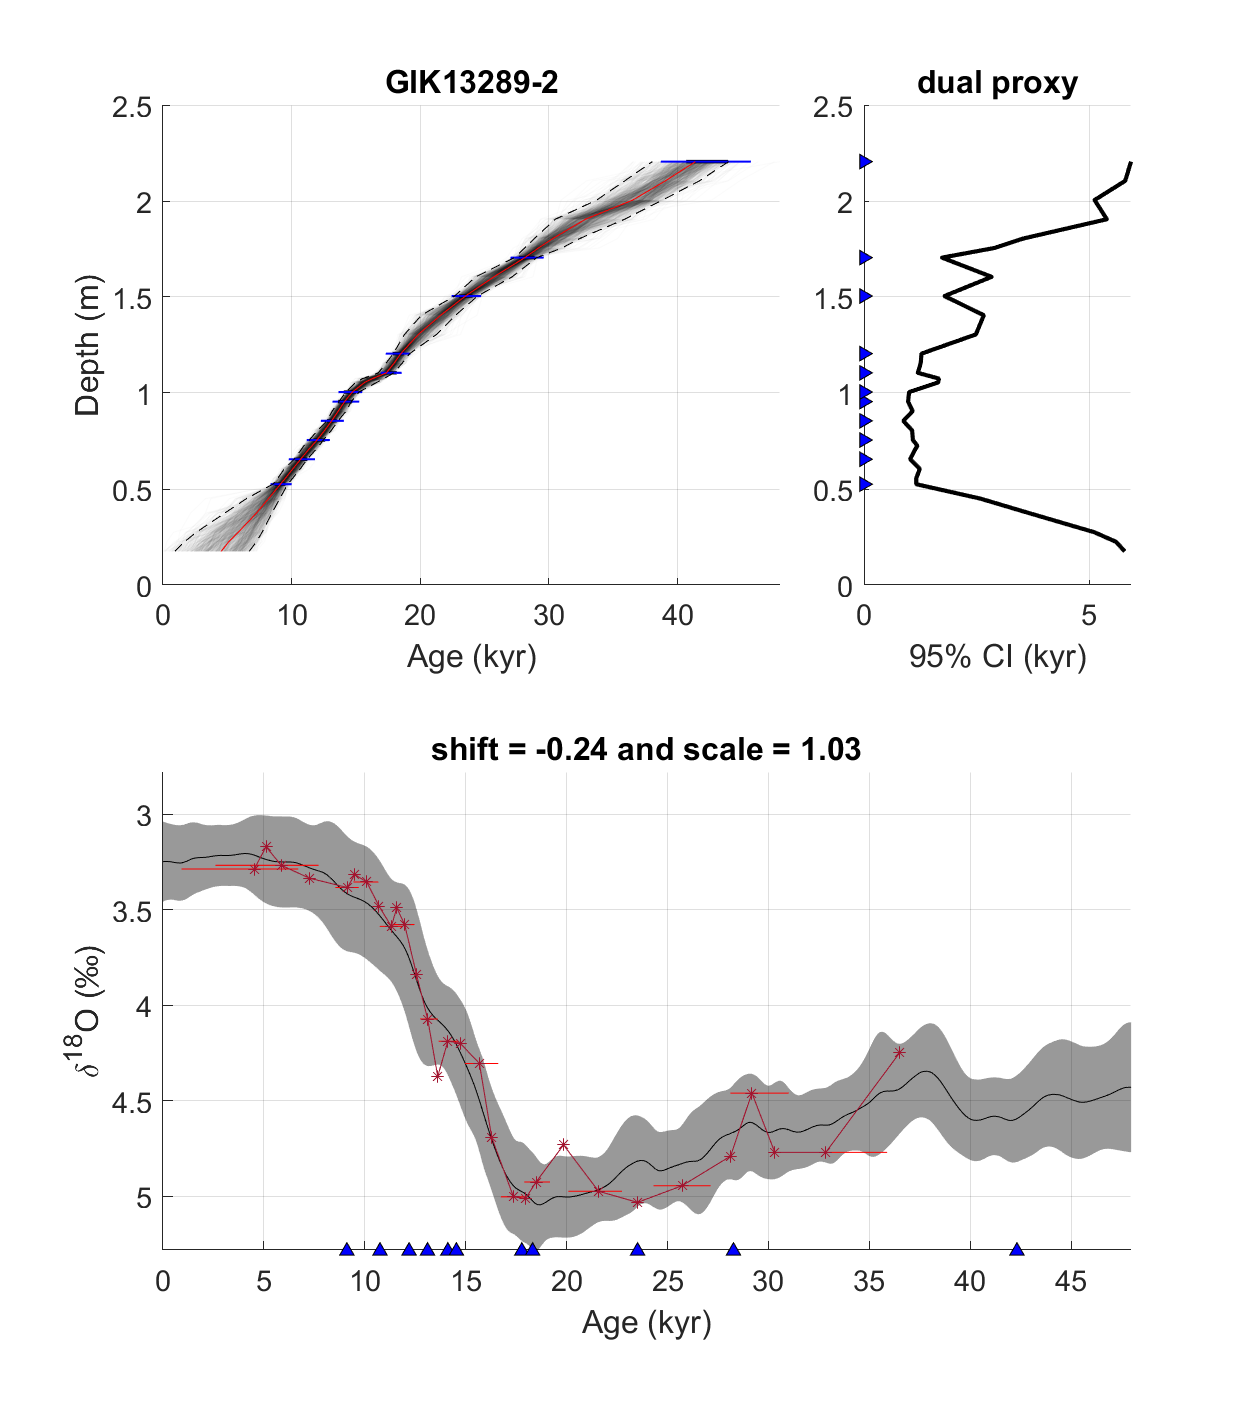 GIK13289-2
dual proxy
2.5
2
1.5
1
0.5
0
Depth (m)
0 10 20 30 40
Age (kyr)
2.5
2
1.5
1
0.5
0
0 5
95% CI (kyr)
shift = -0.24 and scale = 1.03
3
3.5
4
4.5
5
δ18O (‰)
0 5 10 15 20 25 30 35 40 45
Age (kyr)